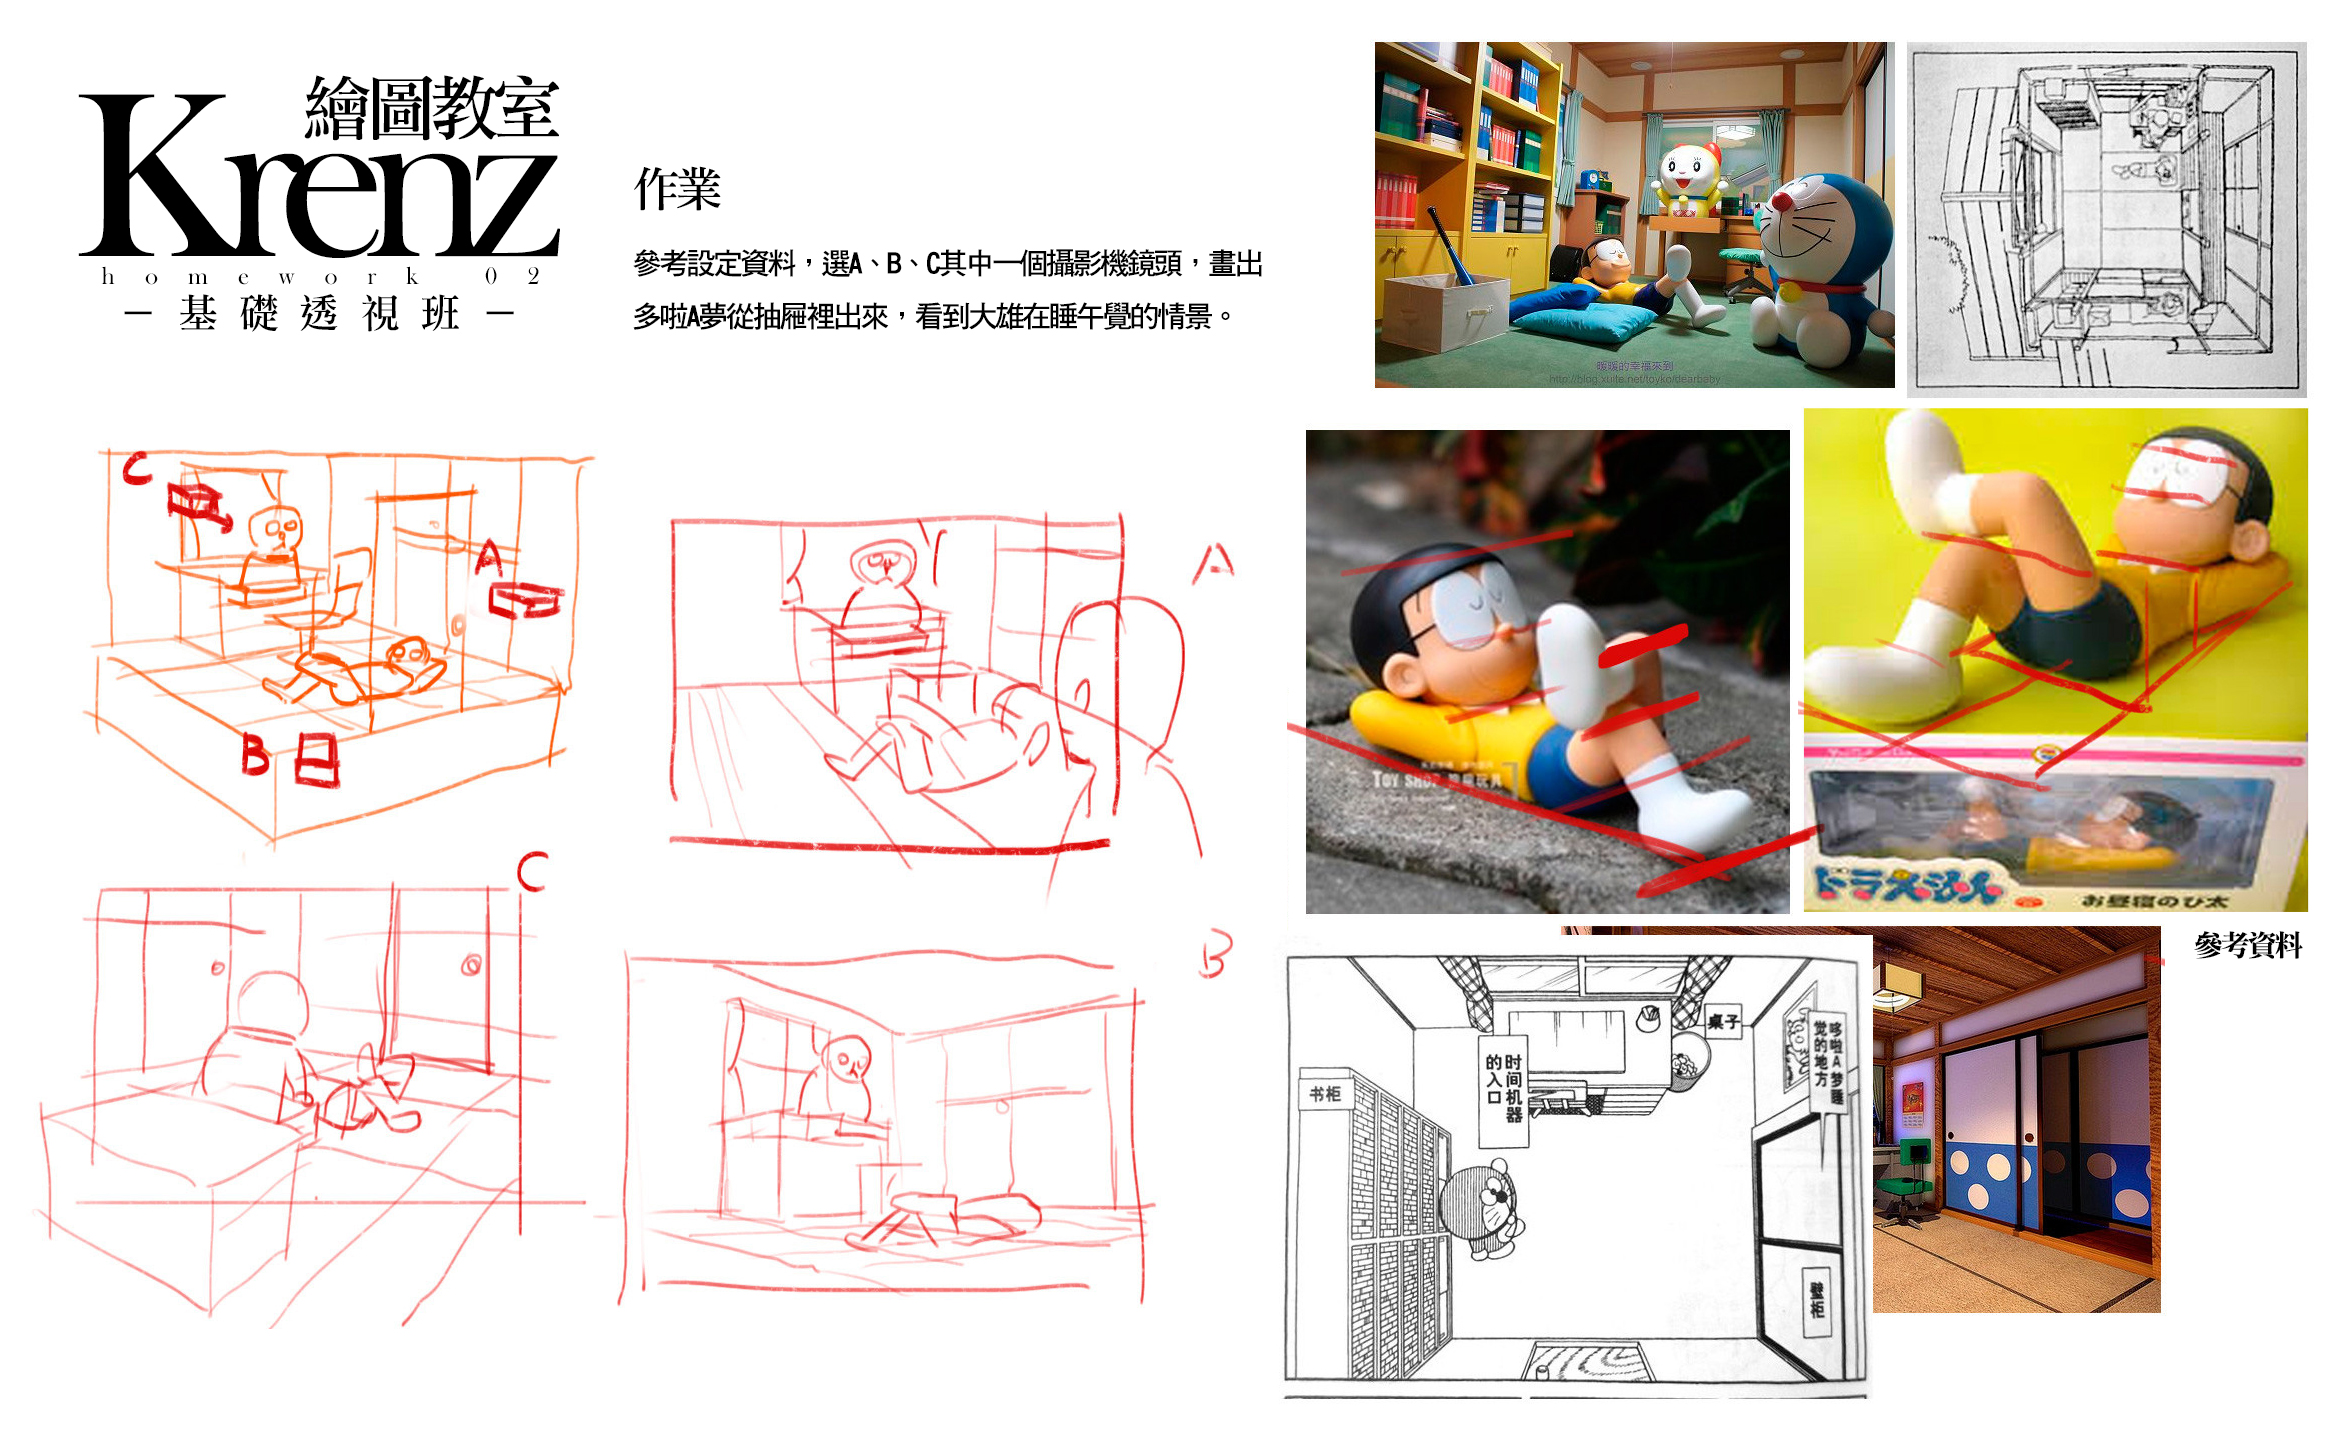 繪圖教室
Krenz
homework 02
－基礎透視班－
作業
參考設定資料，選A、B、C其中一個攝影機鏡頭，畫出
多啦A夢從抽屜裡出來，看到大雄在睡午覺的情景。
暖暖的幸福來到
http://blog.xuite.net/toyko/dearbaby
C
A
B
A
TOY SHOP
ドラえもん
お昼寝のび太
C
B
參考資料
桌子
哆啦A梦睡
觉的地方
时间机器
的入口
书柜
壁柜